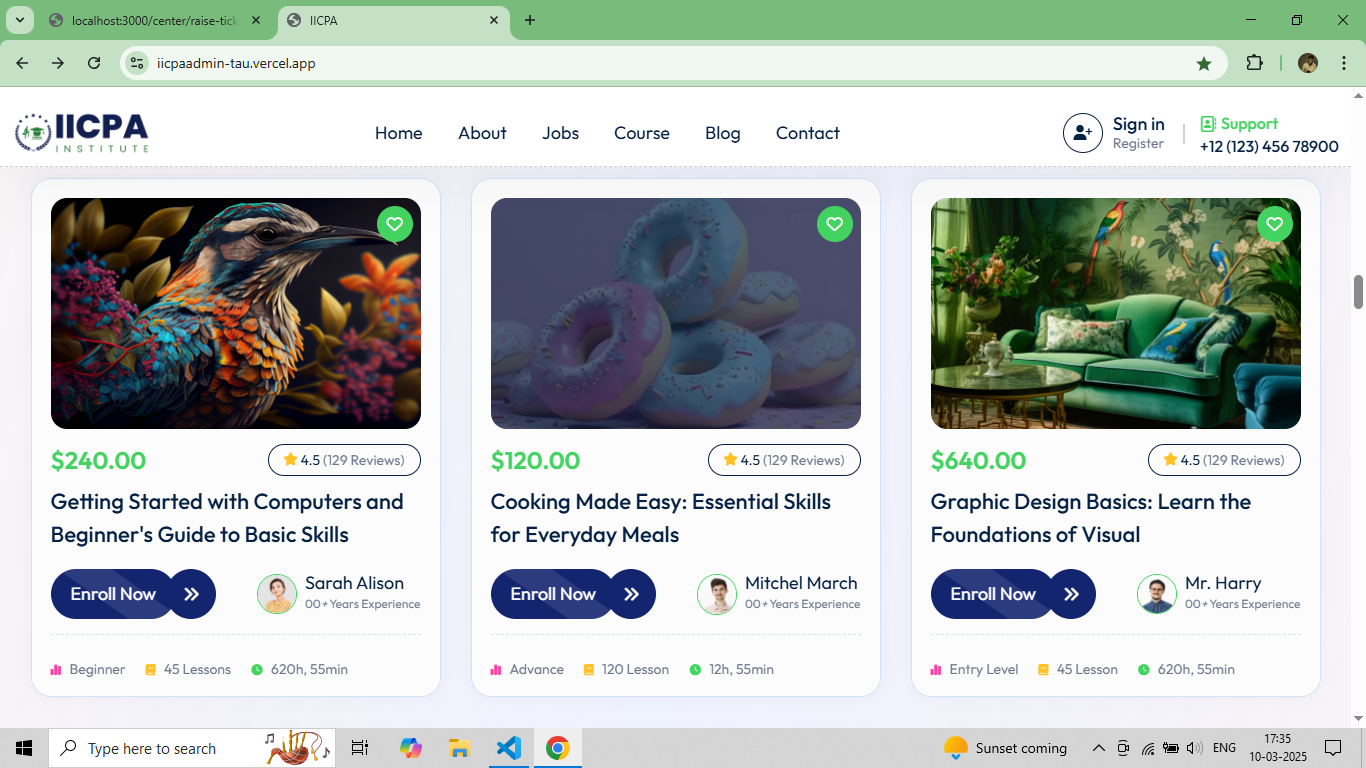 localhost:3000/center/raise-tick
IICPA
iicpaadmin-tau.vercel.app
IICPA
INSTITUTE
Home
About
Jobs
Course
Blog
Contact
Sign in
Register
Support
+12 (123) 456 78900
$240.00
4.5 (129 Reviews)
Getting Started with Computers and
Beginner's Guide to Basic Skills
Enroll Now
Sarah Alison
00+ Years Experience
Beginner
45 Lessons
620h, 55min
$120.00
4.5 (129 Reviews)
Cooking Made Easy: Essential Skills
for Everyday Meals
Enroll Now
Mitchel March
00+ Years Experience
Advance
120 Lesson
12h, 55min
$640.00
4.5 (129 Reviews)
Graphic Design Basics: Learn the
Foundations of Visual
Enroll Now
Mr. Harry
00+ Years Experience
Entry Level
45 Lesson
620h, 55min
Type here to search
Sunset coming
ENG
17:35
10-03-2025